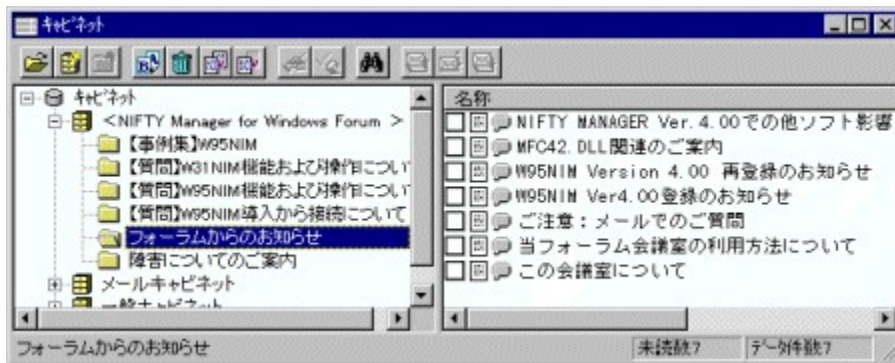 キャビネット
キャビネット
<NIFTY Manager for Windows Forum >
【事例集】W95NIM
【質問】W31NIM機能および操作につい
【質問】W95NIM機能および操作につい
【質問】W95NIM導入から接続について
フォーラムからのお知らせ
障害についてのご案内
メールキャビネット
一般キャビネット
名称
NIFTY MANAGER Ver.4.00での他ソフト影響
MFC42.DLL関連のご案内
W95NIM Version 4.00 再登録のお知らせ
W95NIM Ver4.00登録のお知らせ
ご注意:メールでのご質問
当フォーラム会議室の利用方法について
この会議室について
フォーラムからのお知らせ
未読数7
データ件数7